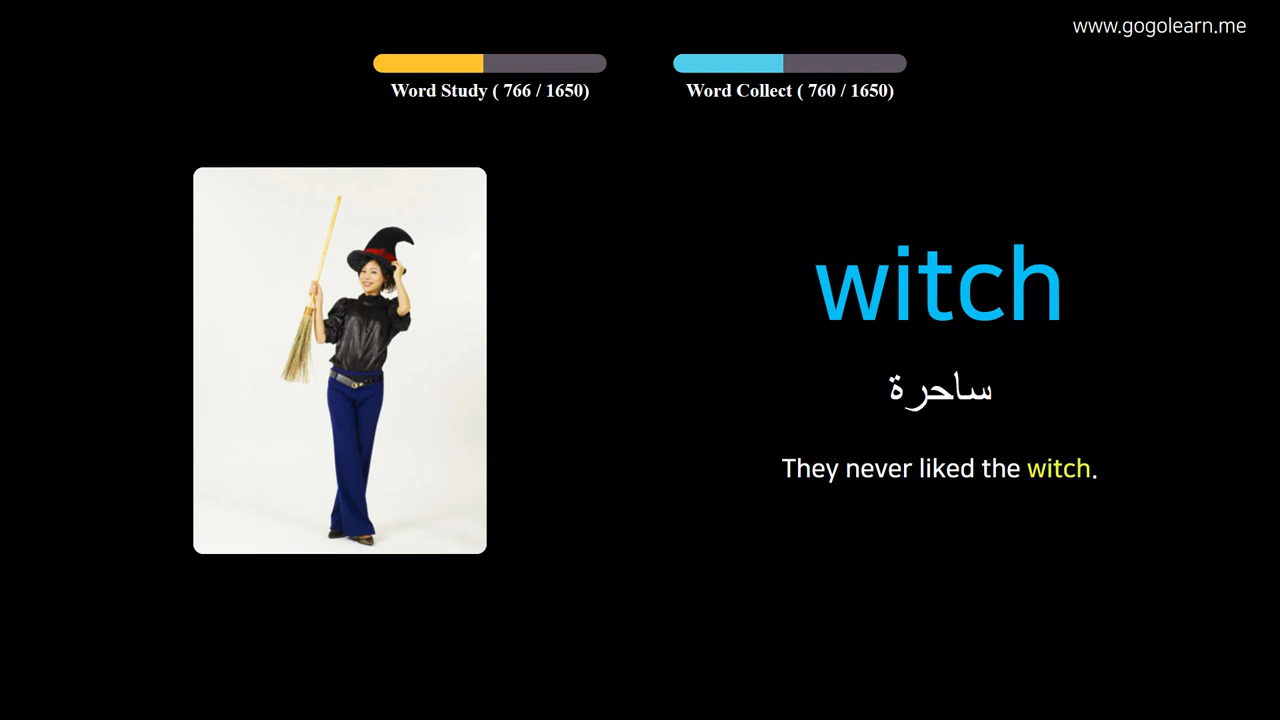 www.gogolearn.me
Word Study ( 766 / 1650)
Word Collect ( 760 / 1650)
witch
ساحرة
They never liked the witch.